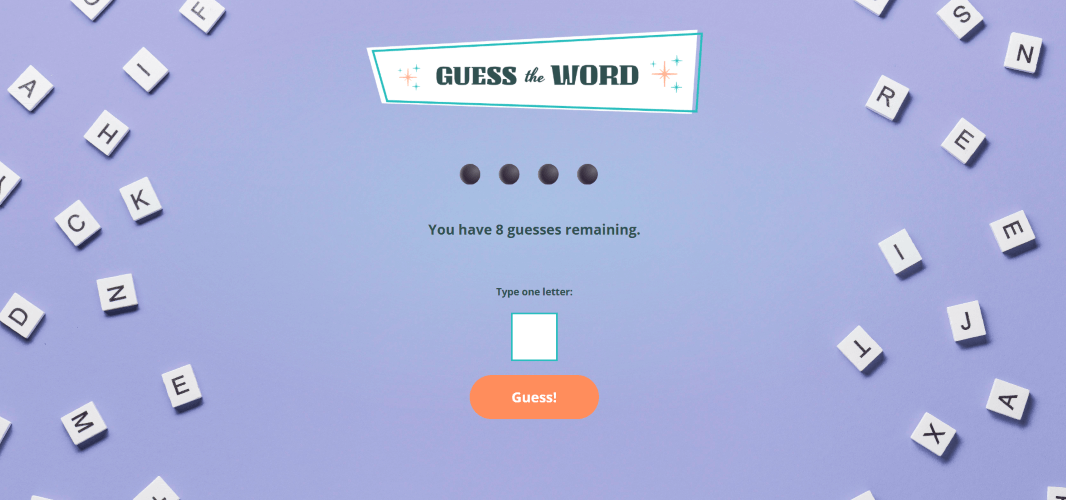 GUESS the WORD
You have 8 guesses remaining.
Type one letter:
Guess!
F
S
I
N
A
R
H
E
K
C
E
I
N
D
J
T
E
A
M
X